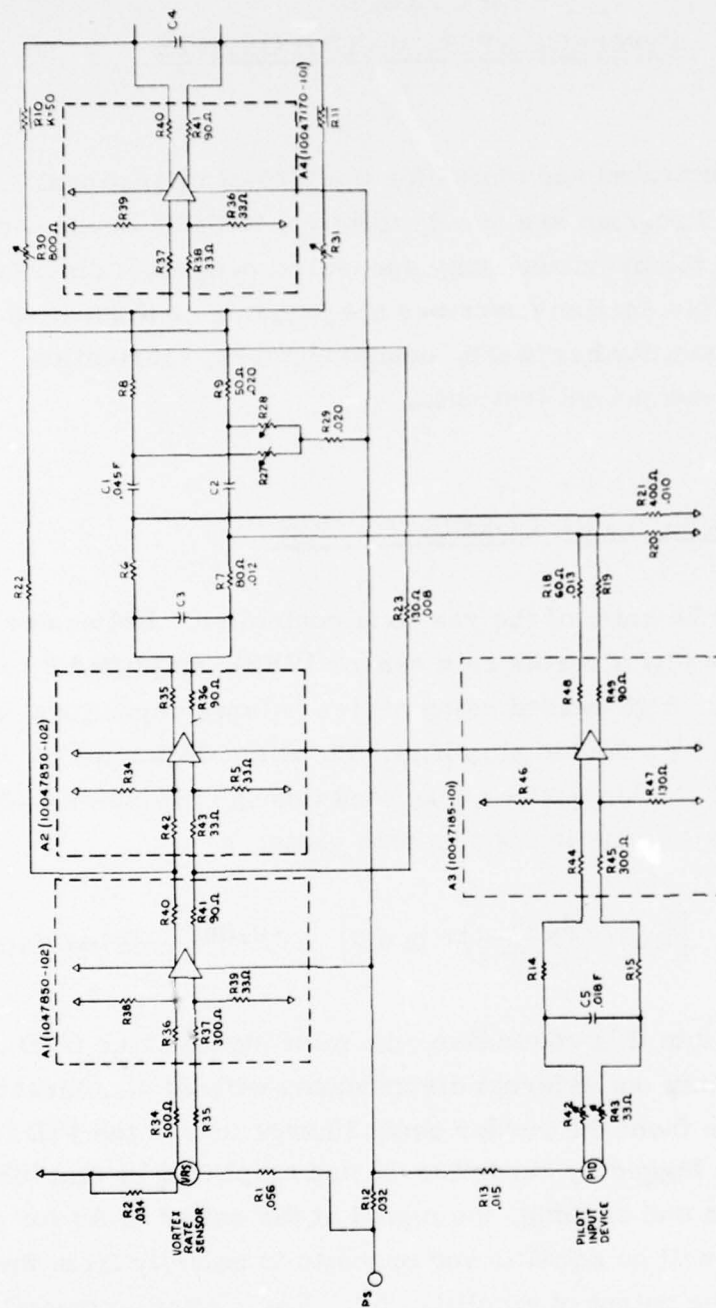 R10
K=50
C4
R30
800Ω
R40
R41
90Ω
R11
A4 (10047170-101)
R39
R37
R38
33Ω
R36
33Ω
R31
R22
R8
R9
50Ω
.020
C1
.045F
C2
R28
R27
R29
.020
R6
R7
80Ω
.012
C3
R23
130Ω
.008
R21
400Ω
.010
R20
R18
60Ω
.013
R19
A2 (10047850-102)
R34
R42
R43
33Ω
R5
33Ω
R35
R36
90Ω
A1 (1047850-102)
R38
R36
R37
300Ω
R39
33Ω
R40
R41
90Ω
A3 (10047185-101)
R46
R44
R45
300Ω
R47
130Ω
R48
R49
90Ω
R34
500Ω
R35
R2
.034
VRS
VORTEX
RATE
SENSOR
R1
.056
R12
.032
R13
.015
PS
R14
C5
.018F
R15
R42
R43
33Ω
PID
PILOT
INPUT
DEVICE